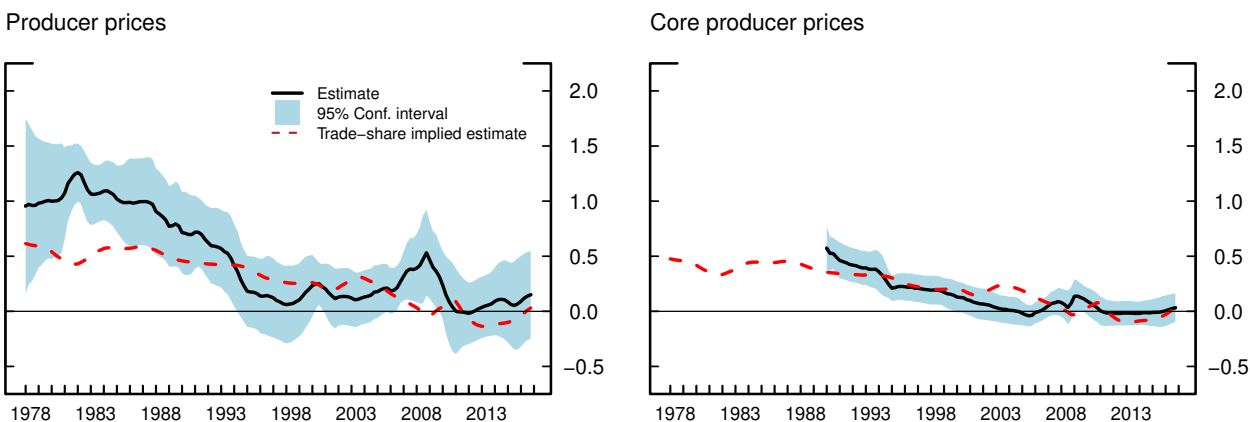 Producer prices
Estimate
95% Conf. interval
Trade−share implied estimate
2.0
1.5
1.0
0.5
0.0
−0.5
1978 1983 1988 1993 1998 2003 2008 2013
Core producer prices
2.0
1.5
1.0
0.5
0.0
−0.5
1978 1983 1988 1993 1998 2003 2008 2013